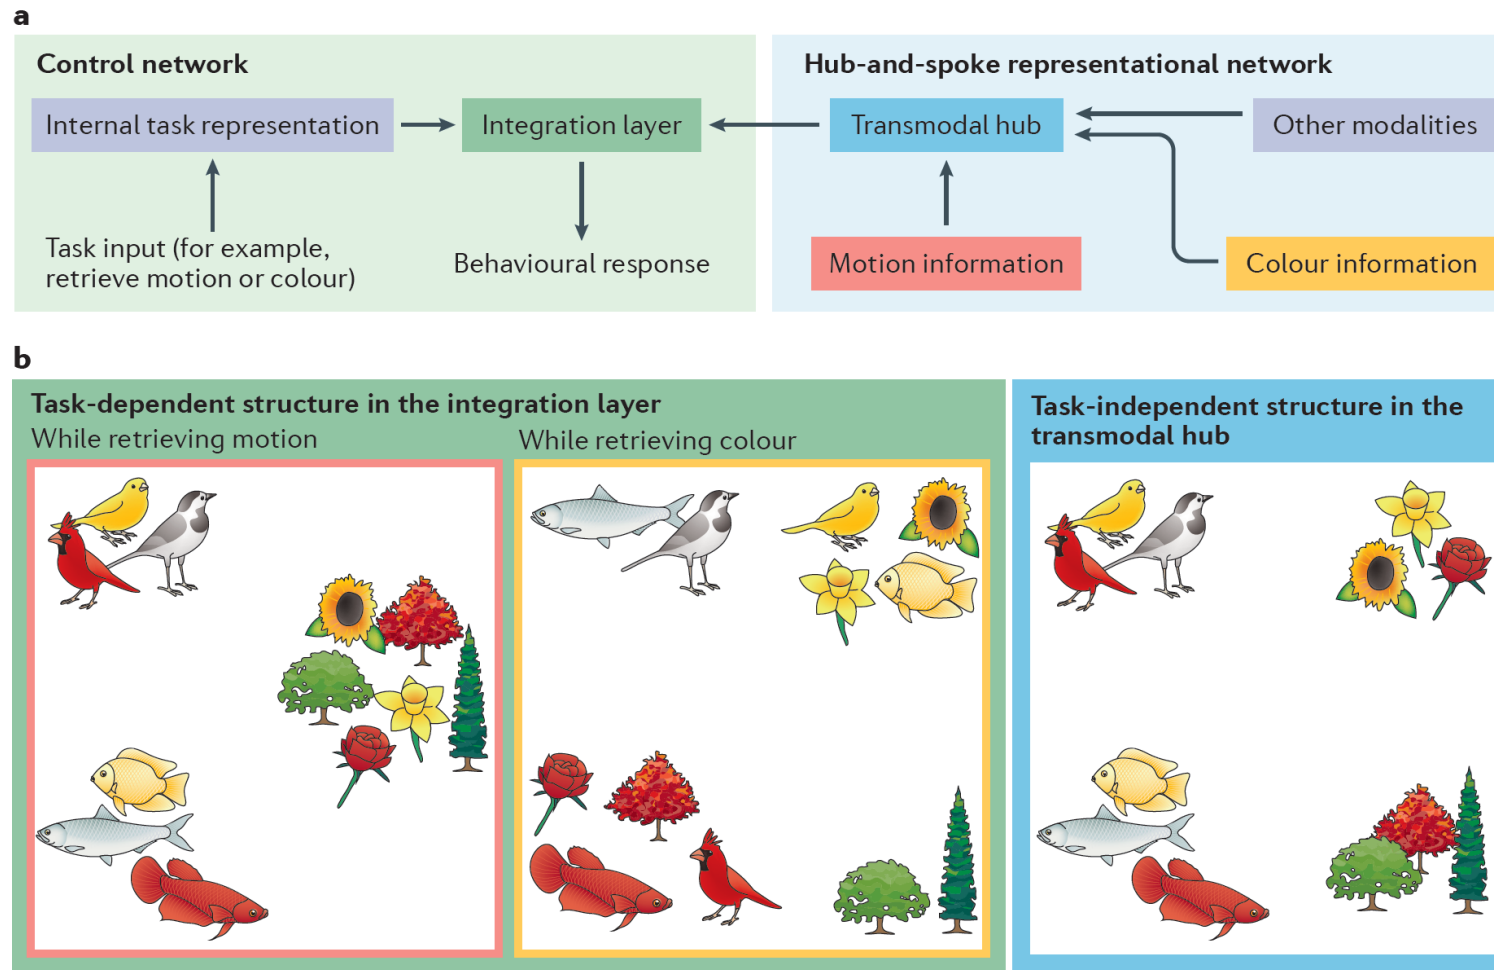 a
Control network
Hub-and-spoke representational network
Internal task representation
Integration layer
Transmodal hub
Other modalities
Task input (for example,
retrieve motion or colour)
Behavioural response
Motion information
Colour information
b
Task-dependent structure in the integration layer
While retrieving motion
While retrieving colour
Task-independent structure in the
transmodal hub